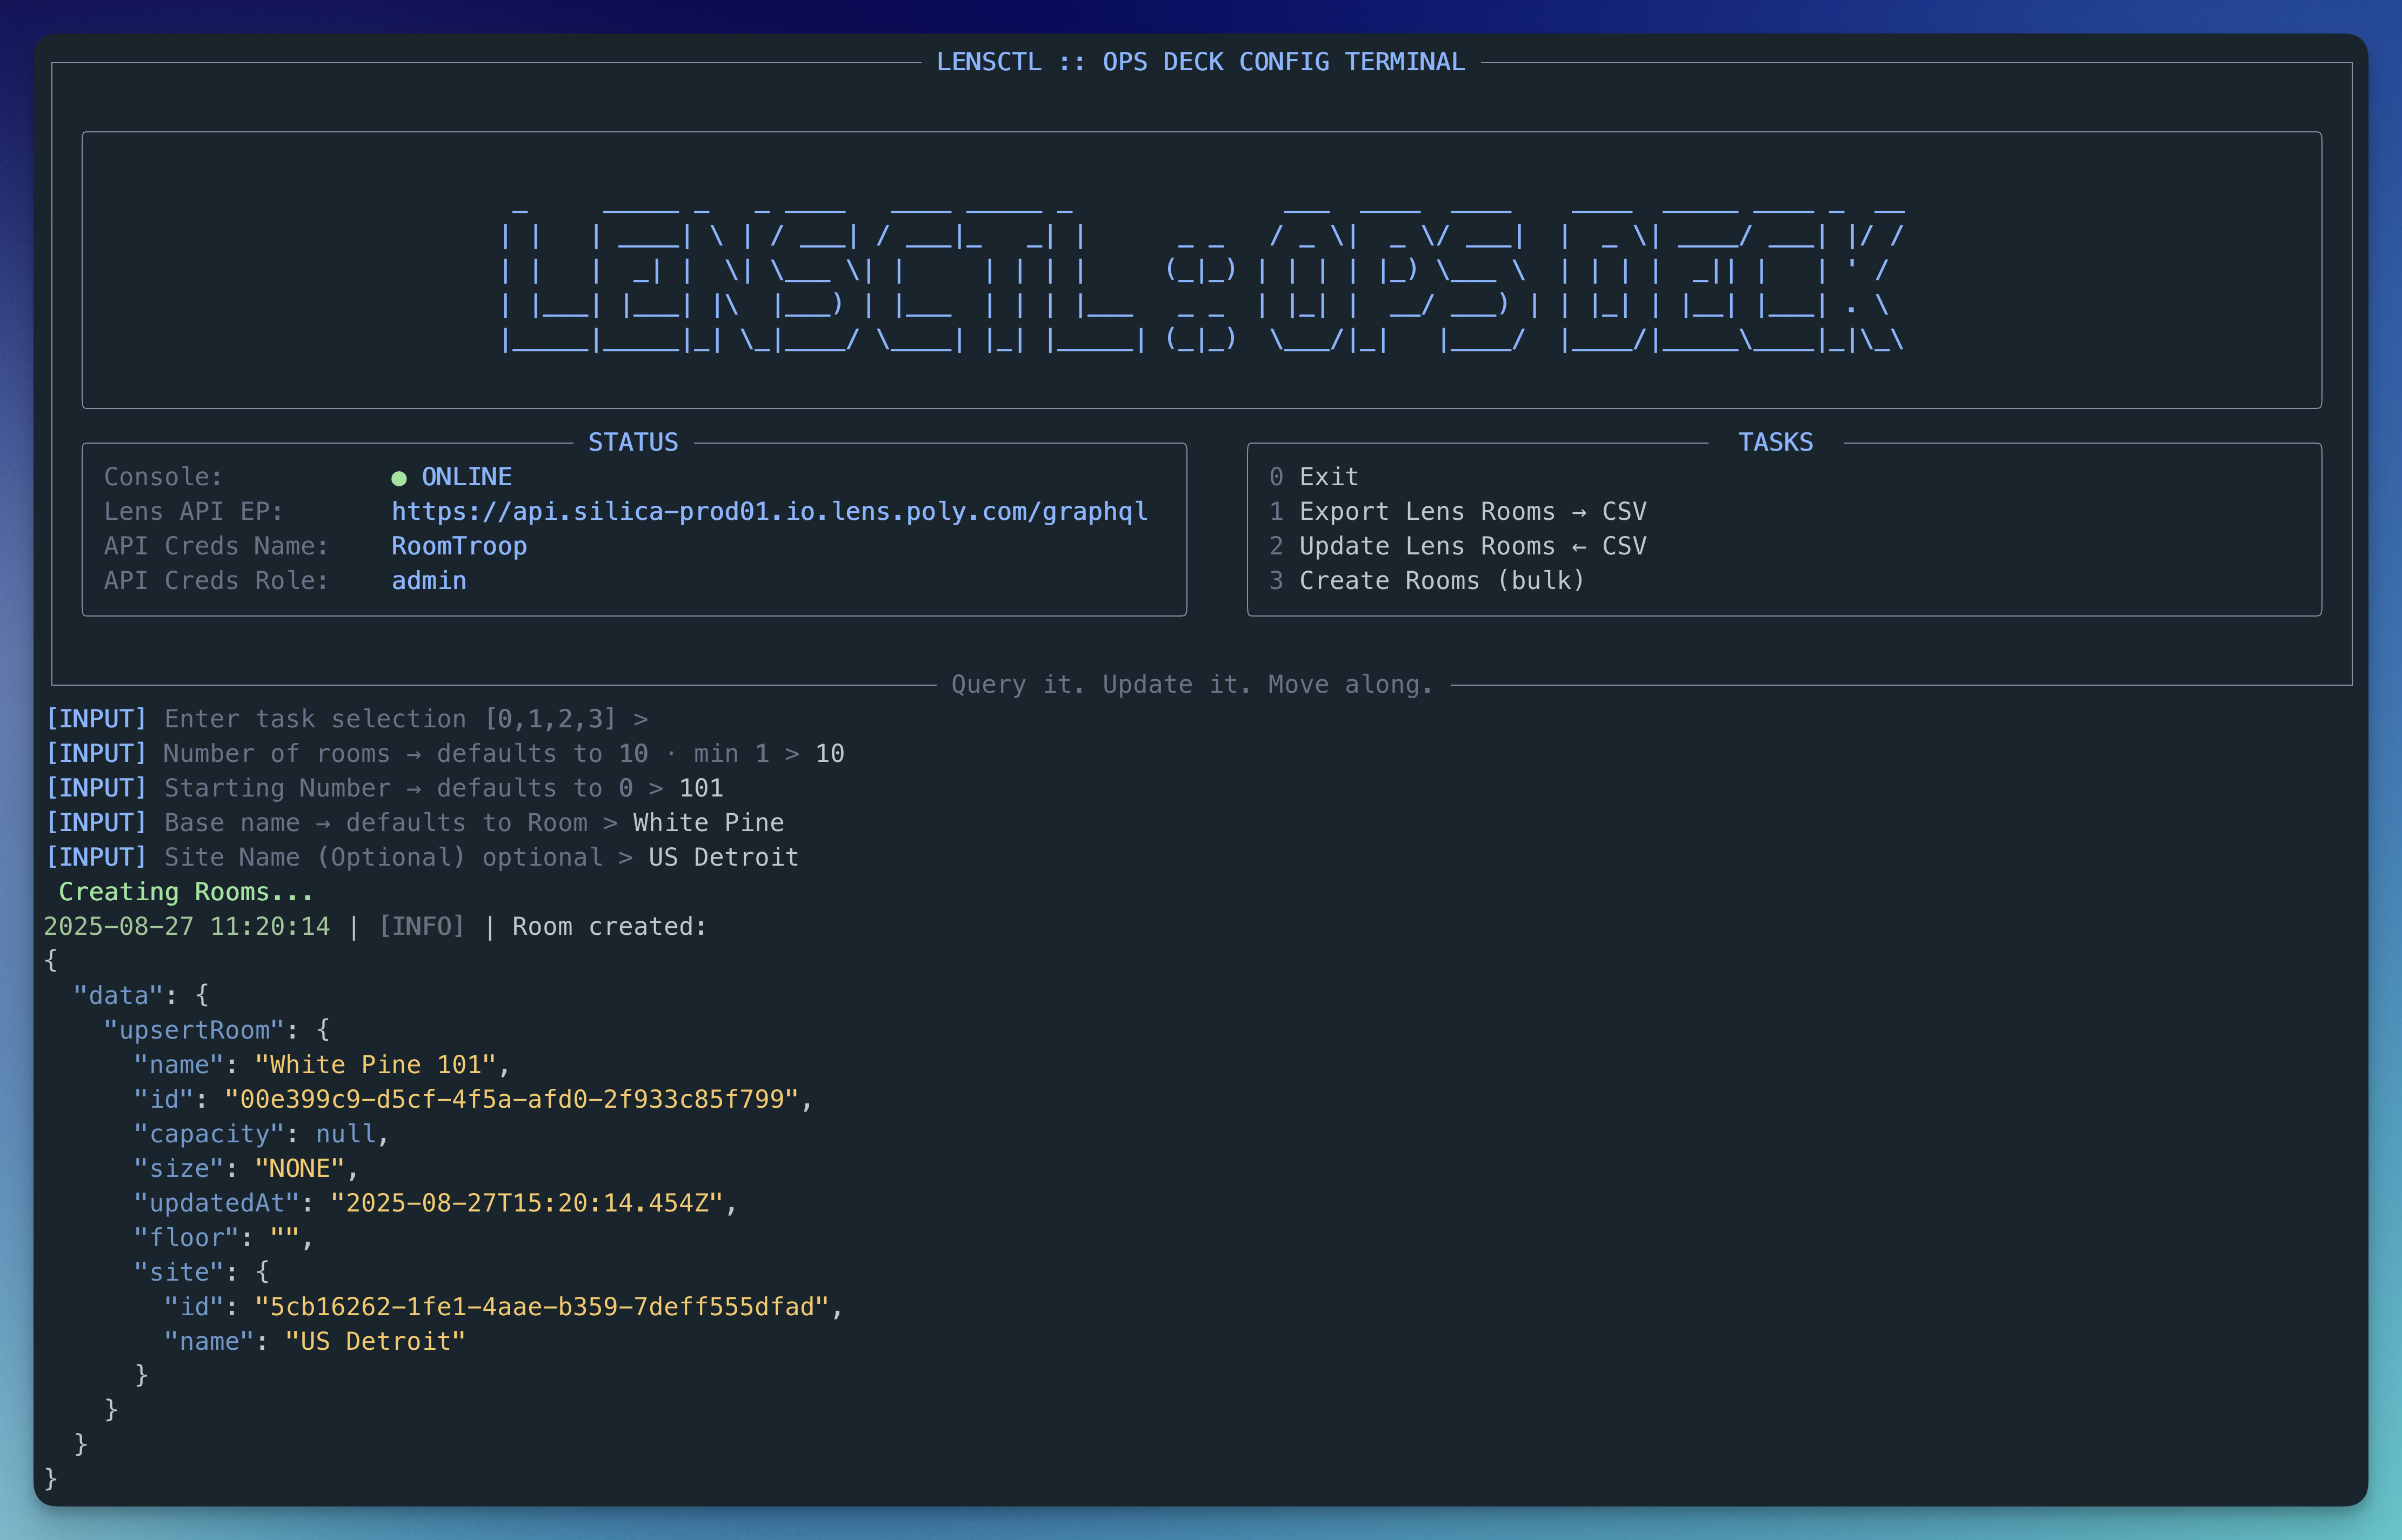 LENSCTL :: OPS DECK CONFIG TERMINAL
LENSCTL :: OPS DECK
STATUS
Console: ● ONLINE
Lens API EP: https://api.silica-prod01.io.lens.poly.com/graphql
API Creds Name: RoomTroop
API Creds Role: admin
TASKS
0 Exit
1 Export Lens Rooms → CSV
2 Update Lens Rooms ← CSV
3 Create Rooms (bulk)
Query it. Update it. Move along.
[INPUT] Enter task selection [0,1,2,3] >
[INPUT] Number of rooms → defaults to 10 · min 1 > 10
[INPUT] Starting Number → defaults to 0 > 101
[INPUT] Base name → defaults to Room > White Pine
[INPUT] Site Name (Optional) optional > US Detroit
Creating Rooms...
2025-08-27 11:20:14 | [INFO] | Room created:
{
  "data": {
    "upsertRoom": {
      "name": "White Pine 101",
      "id": "00e399c9-d5cf-4f5a-afd0-2f933c85f799",
      "capacity": null,
      "size": "NONE",
      "updatedAt": "2025-08-27T15:20:14.454Z",
      "floor": "",
      "site": {
        "id": "5cb16262-1fe1-4aae-b359-7deff555dfad",
        "name": "US Detroit"
      }
    }
  }
}